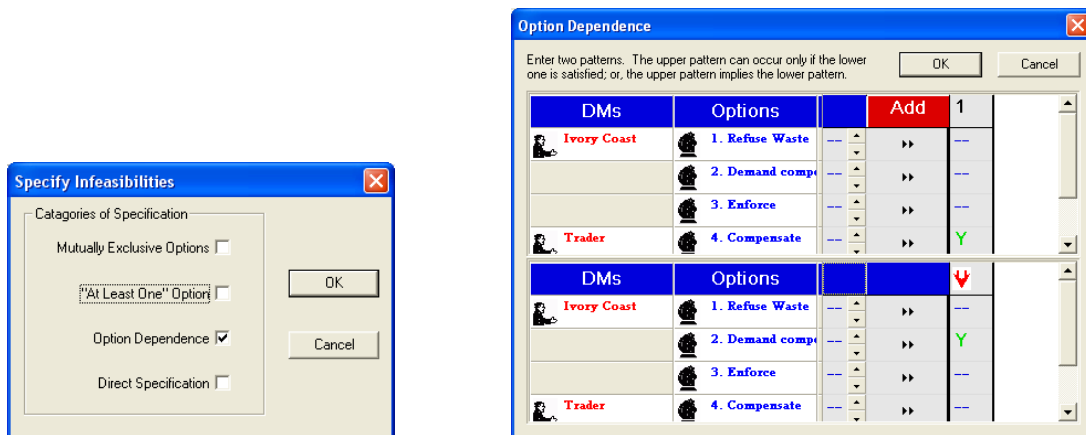 Specify Infeasibilities
Catagories of Specification
Mutually Exclusive Options
"At Least One" Option
Option Dependence
Direct Specification
OK
Cancel
Option Dependence
Enter two patterns. The upper pattern can occur only if the lower
one is satisfied; or, the upper pattern implies the lower pattern.
OK
Cancel
DMs Options Add 1
Ivory Coast 1. Refuse Waste -- --
2. Demand compe -- --
3. Enforce -- --
Trader 4. Compensate -- Y
DMs Options
Ivory Coast 1. Refuse Waste -- --
2. Demand compe -- Y
3. Enforce -- --
Trader 4. Compensate -- --